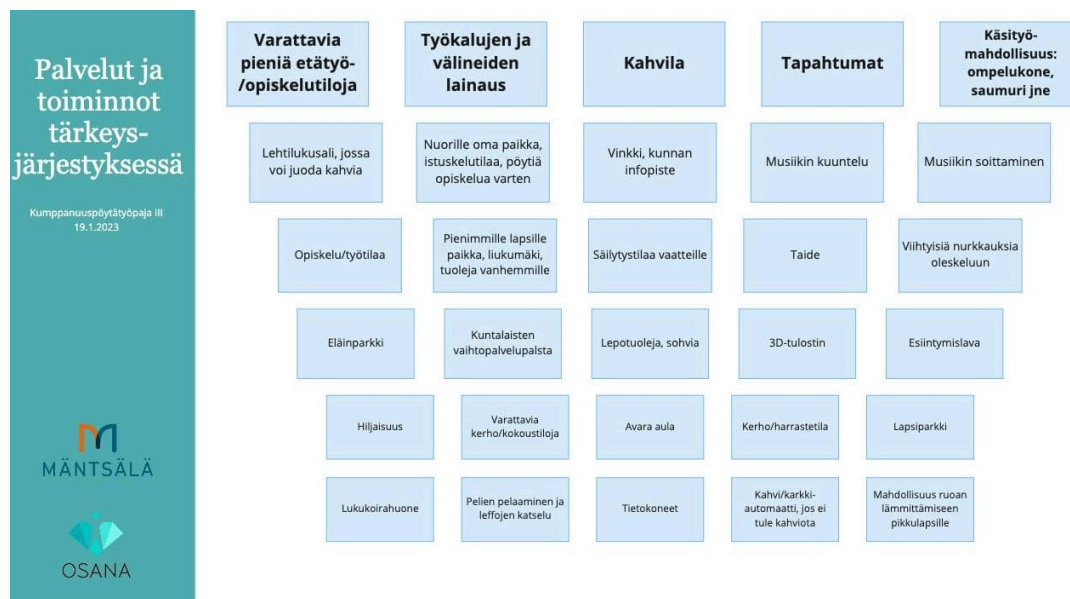 Palvelut ja
toiminnot
tärkeys-
järjestyksessä
Kumppanuuspöytätyöpaja III
19.1.2023
MÄNTSÄLÄ
OSANA
Varattavia
pieniä etätyö-
/opiskelutiloja
Työkalujen ja
välineiden
lainaus
Kahvila
Tapahtumat
Käsityö-
mahdollisuus:
ompelukone,
saumuri jne
Lehtilukusali, jossa
voi juoda kahvia
Nuorille oma paikka,
istuskelutilaa, pöytiä
opiskelua varten
Vinkki, kunnan
infopiste
Musiikin kuuntelu
Musiikin soittaminen
Opiskelu/työtilaa
Pienimmille lapsille
paikka, liukumäki,
tuoleja vanhemmille
Säilytystilaa vaatteille
Taide
Viihtyisiä nurkkauksia
oleskeluun
Eläinparkki
Kuntalaisten
vaihtopalvelupalsta
Lepotuoleja, sohvia
3D-tulostin
Esiintymislava
Hiljaisuus
Varattavia
kerho/kokoustiloja
Avara aula
Kerho/harrastetila
Lapsiparkki
Lukukoirahuone
Pelien pelaaminen ja
leffojen katselu
Tietokoneet
Kahvi/karkki-
automaatti, jos ei
tule kahviota
Mahdollisuus ruoan
lämmittämiseen
pikkulapsille